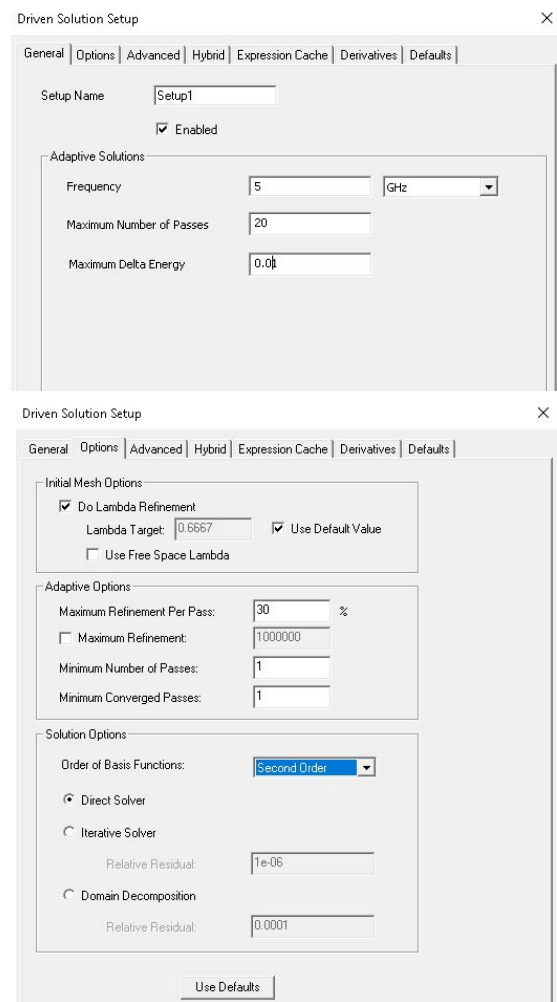 Driven Solution Setup
General Options Advanced Hybrid Expression Cache Derivatives Defaults
Setup Name Setup1
Enabled
Adaptive Solutions
Frequency 5 GHz
Maximum Number of Passes 20
Maximum Delta Energy 0.01
Driven Solution Setup
General Options Advanced Hybrid Expression Cache Derivatives Defaults
Initial Mesh Options
Do Lambda Refinement
Lambda Target: 0.6667 Use Default Value
Use Free Space Lambda
Adaptive Options
Maximum Refinement Per Pass: 30 %
Maximum Refinement: 1000000
Minimum Number of Passes: 1
Minimum Converged Passes: 1
Solution Options
Order of Basis Functions: Second Order
Direct Solver
Iterative Solver
Relative Residual: 1e-06
Domain Decomposition
Relative Residual: 0.0001
Use Defaults